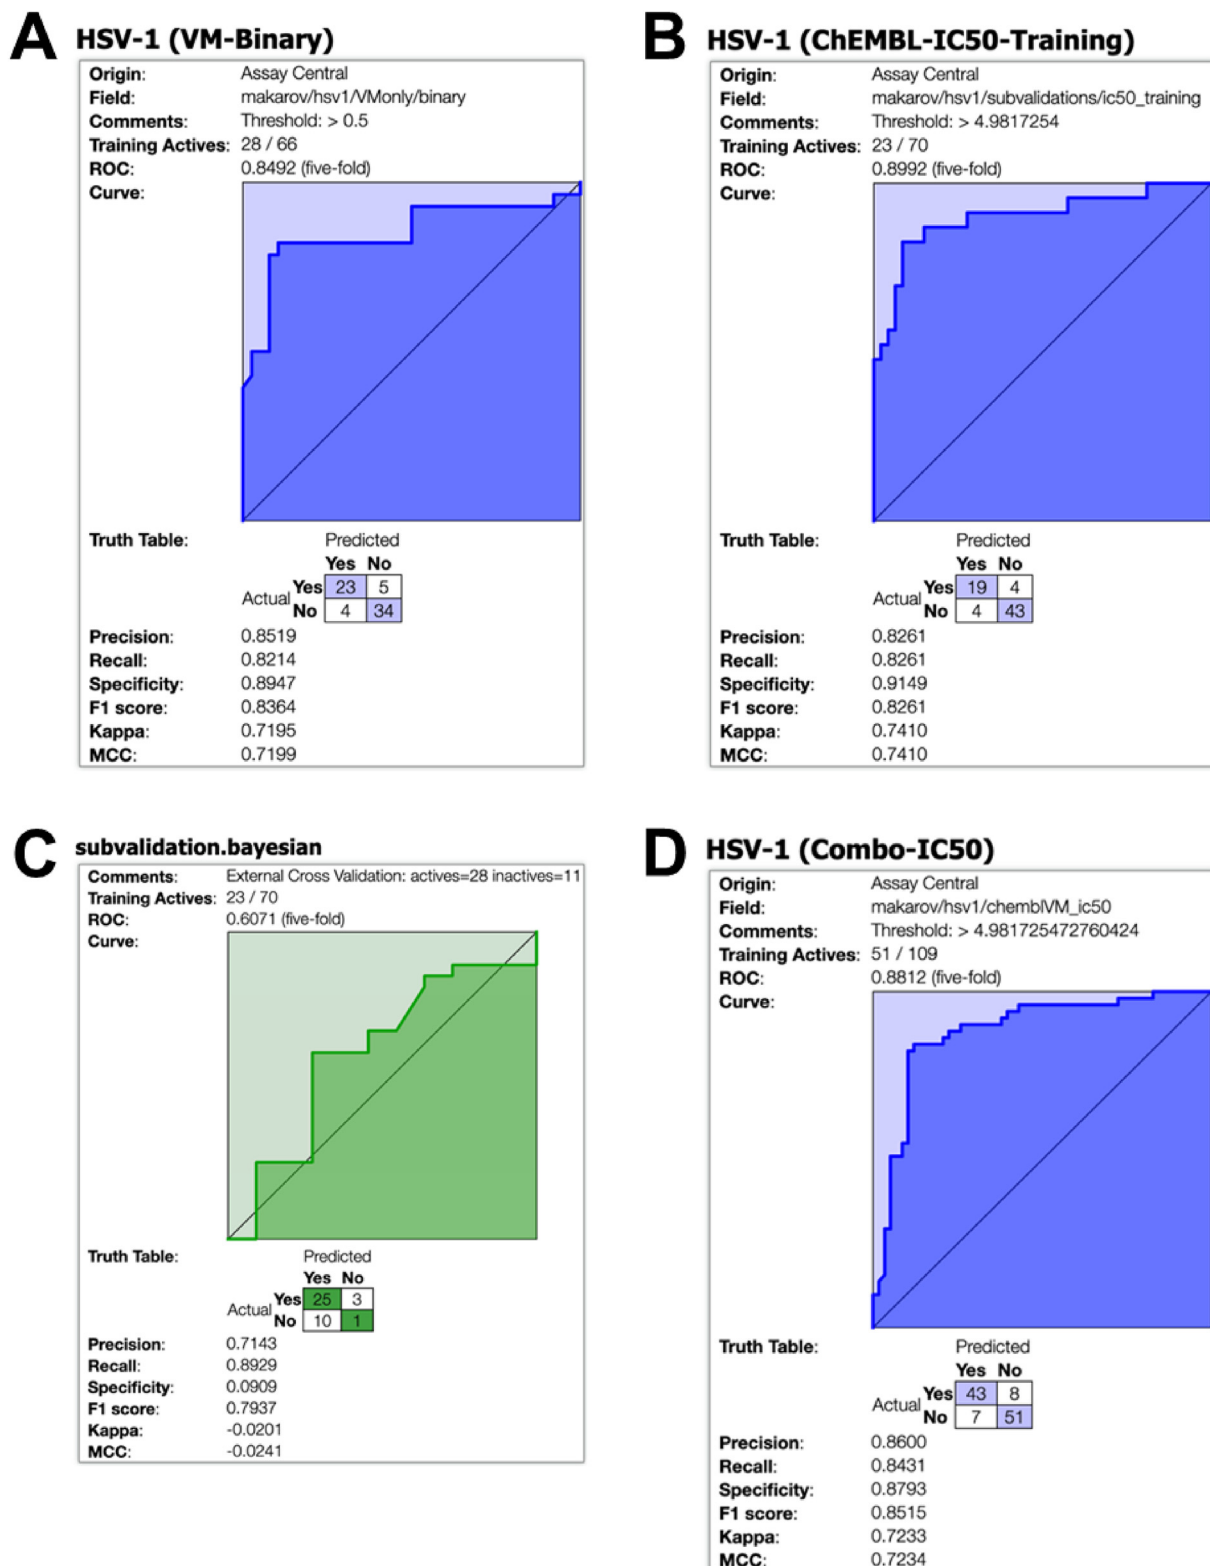 A HSV-1 (VM-Binary)
Origin: Assay Central
Field: makarov/hsv1/VMonly/binary
Comments: Threshold: > 0.5
Training Actives: 28 / 66
ROC: 0.8492 (five-fold)
Curve:
Truth Table: Predicted
Yes No
Actual Yes 23 5
No 4 34
Precision: 0.8519
Recall: 0.8214
Specificity: 0.8947
F1 score: 0.8364
Kappa: 0.7195
MCC: 0.7199
B HSV-1 (ChEMBL-IC50-Training)
Origin: Assay Central
Field: makarov/hsv1/subvalidations/ic50_training
Comments: Threshold: > 4.9817254
Training Actives: 23 / 70
ROC: 0.8992 (five-fold)
Curve:
Truth Table: Predicted
Yes No
Actual Yes 19 4
No 4 43
Precision: 0.8261
Recall: 0.8261
Specificity: 0.9149
F1 score: 0.8261
Kappa: 0.7410
MCC: 0.7410
C subvalidation.bayesian
Comments: External Cross Validation: actives=28 inactives=11
Training Actives: 23 / 70
ROC: 0.6071 (five-fold)
Curve:
Truth Table: Predicted
Yes No
Actual Yes 25 3
No 10 1
Precision: 0.7143
Recall: 0.8929
Specificity: 0.0909
F1 score: 0.7937
Kappa: -0.0201
MCC: -0.0241
D HSV-1 (Combo-IC50)
Origin: Assay Central
Field: makarov/hsv1/chemblVM_ic50
Comments: Threshold: > 4.981725472760424
Training Actives: 51 / 109
ROC: 0.8812 (five-fold)
Curve:
Truth Table: Predicted
Yes No
Actual Yes 43 8
No 7 51
Precision: 0.8600
Recall: 0.8431
Specificity: 0.8793
F1 score: 0.8515
Kappa: 0.7233
MCC: 0.7234